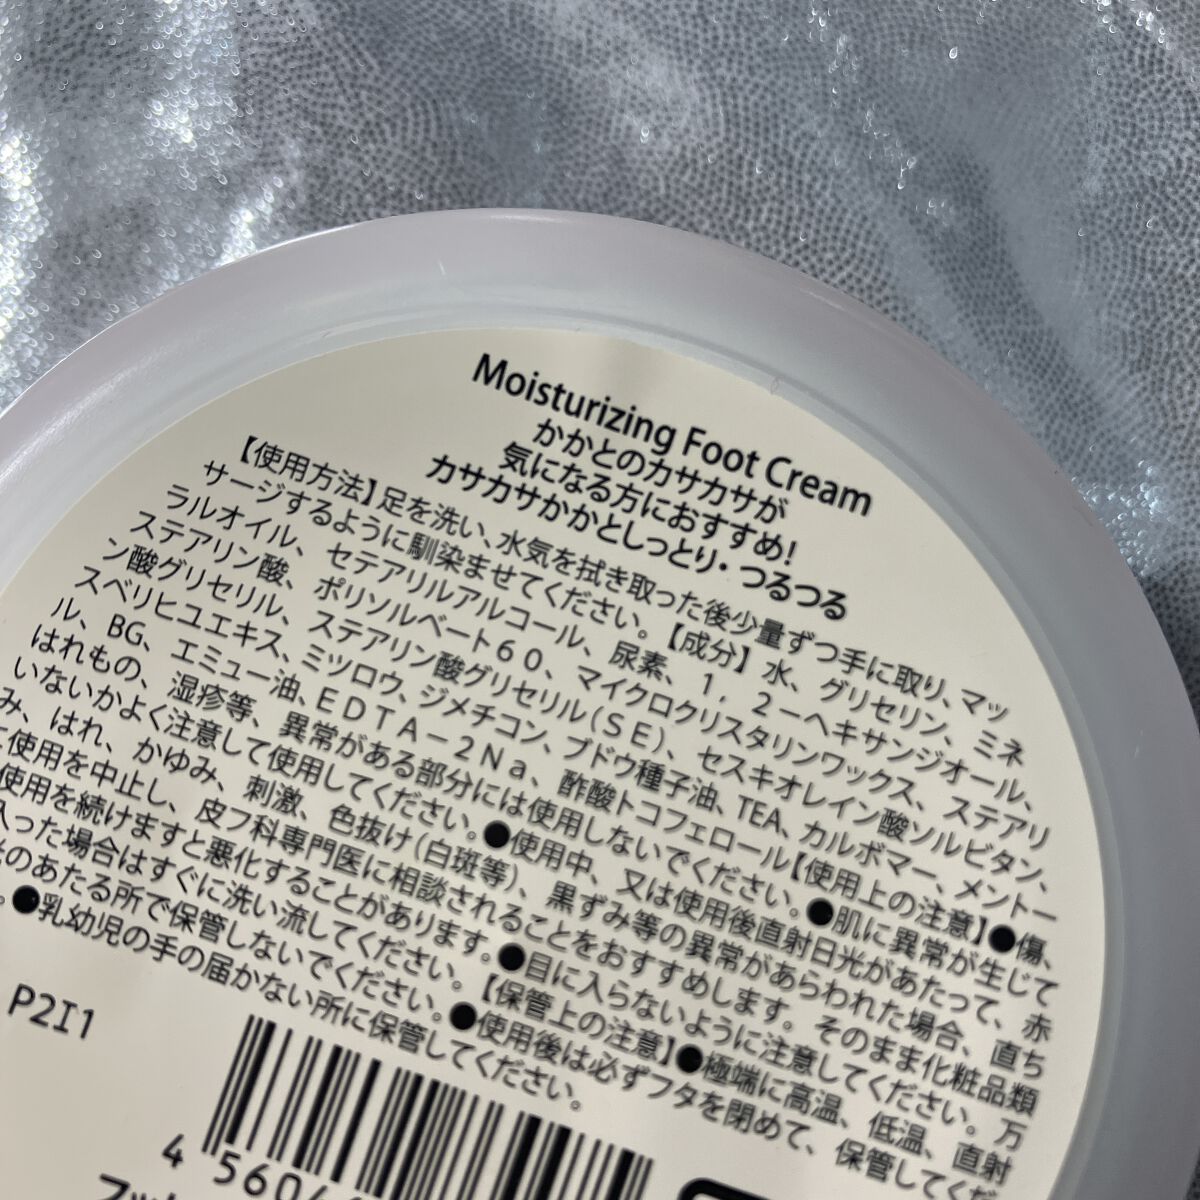 Moisturizing Foot Cream
かかとのカサカサが
気になる方におすすめ!
カサカサかかとしっとり・つるつる
【使用方法】足を洗い、水気を拭き取った後少量ずつ手に取り、マッ
サージするように馴染ませてください。【成分】水、グリセリン、ミネ
ラルオイル、セテアリルアルコール、尿素、1,2-ヘキサンジオール、
ステアリン酸、ポリソルベート60、マイクロクリスタリンワックス、ステアリ
ン酸グリセリル、ステアリン酸グリセリル(SE)、セスキオレイン酸ソルビタン、
スベリヒユエキス、ミツロウ、ジメチコン、ブドウ種子油、TEA、カルボマー、メントー
ル、BG、エミュー油、EDTA-2Na、酢酸トコフェロール【使用上の注意】●傷、
はれもの、湿疹等、異常がある部分には使用しないでください。●肌に異常が生じて
いないかよく注意して使用してください。●使用中、又は使用後直射日光があたって、赤
み、はれ、かゆみ、刺激、色抜け(白斑等)、黒ずみ等の異常があらわれた場合、直ち
に使用を中止し、皮フ科専門医に相談されることをおすすめします。そのまま化粧品類
使用を続けますと悪化することがあります。●目に入らないように注意してください。万
入った場合はすぐに洗い流してください。【保管上の注意】●極端に高温、低温、直射
光のあたる所で保管しないでください。●使用後は必ずフタを閉めて、保管してくだ
。●乳幼児の手の届かない所に保管してください。
P2I1
4 5604
フット